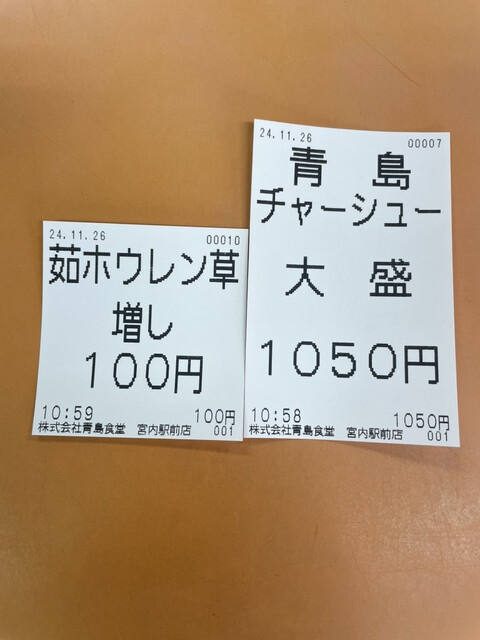 24.11.26 00010
茹ホウレン草
増し
100円
10:59 100円
株式会社青島食堂 宮内駅前店 001
24.11.26 00007
青島
チャーシュー
大盛
1050円
10:58 1050円
株式会社青島食堂 宮内駅前店 001